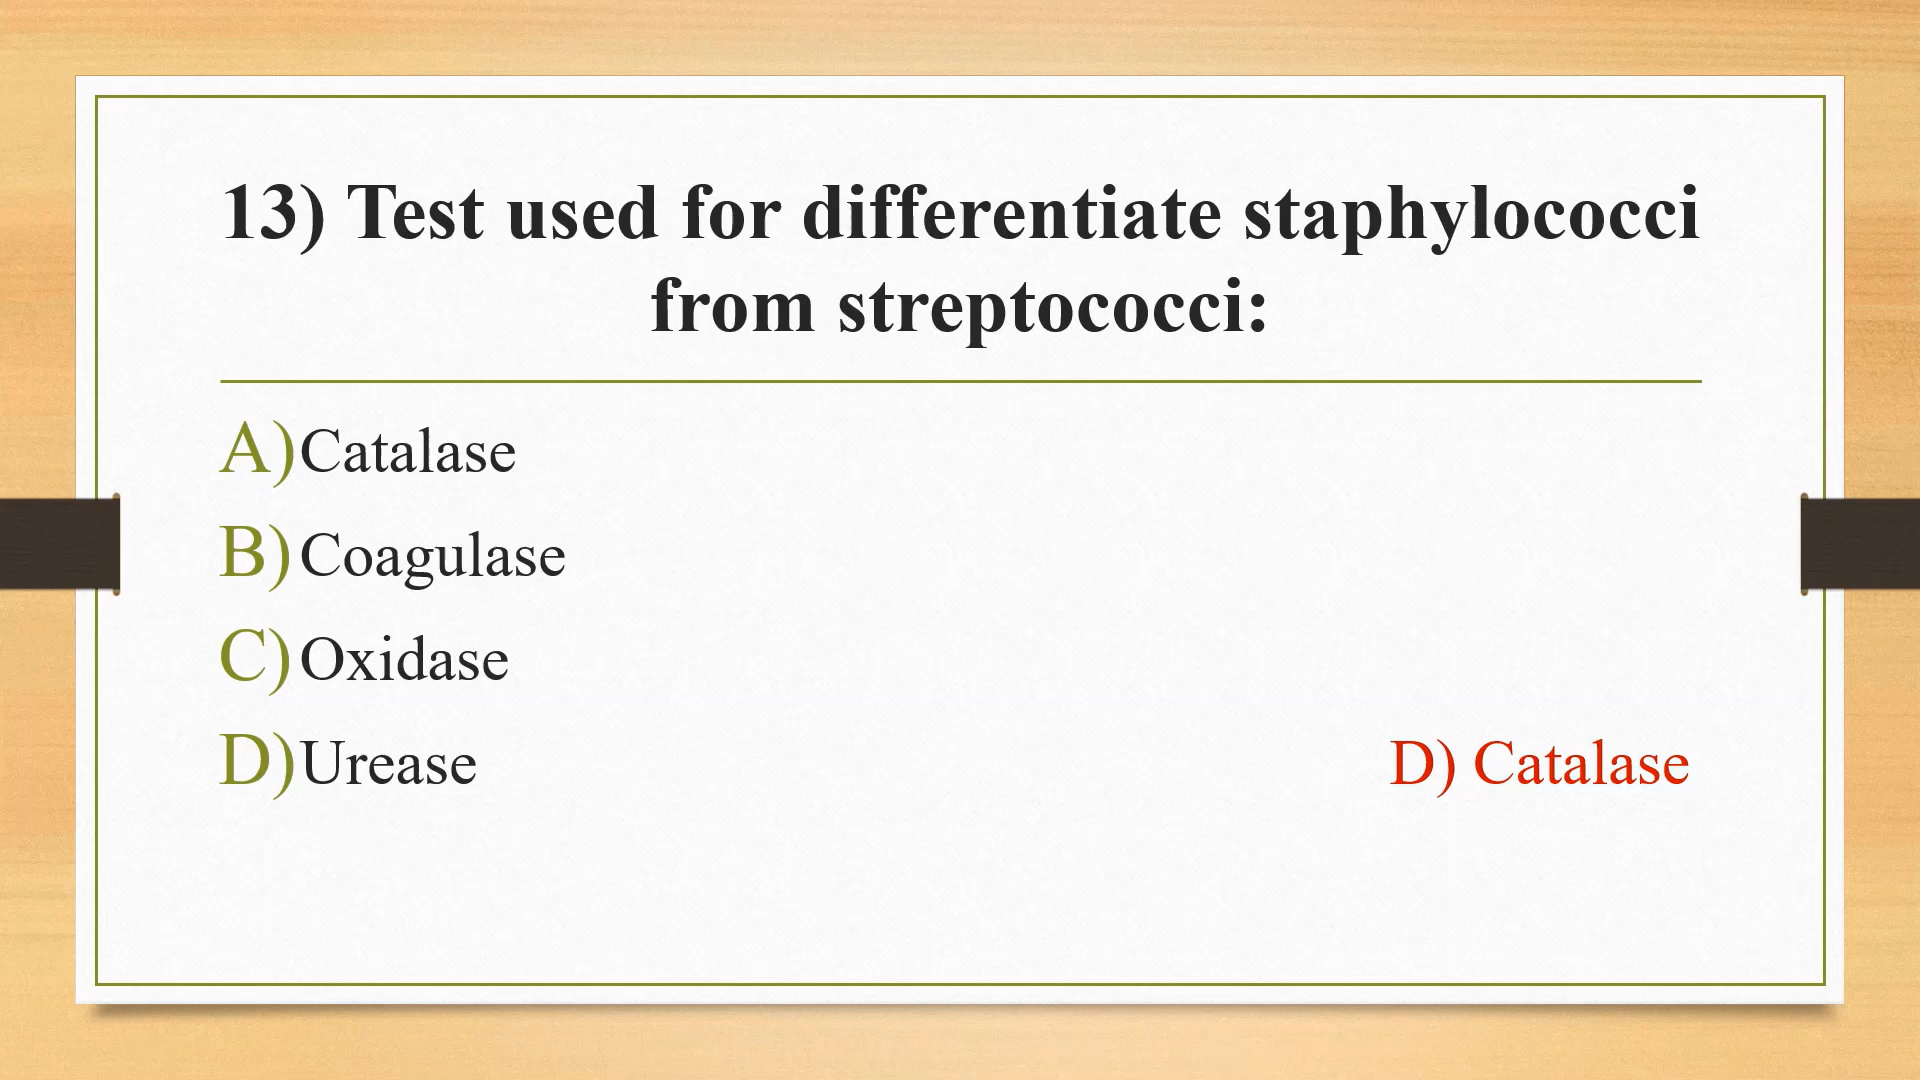 13) Test used for differentiate staphylococci
from streptococci:
A) Catalase
B) Coagulase
C) Oxidase
D) Urease
D) Catalase